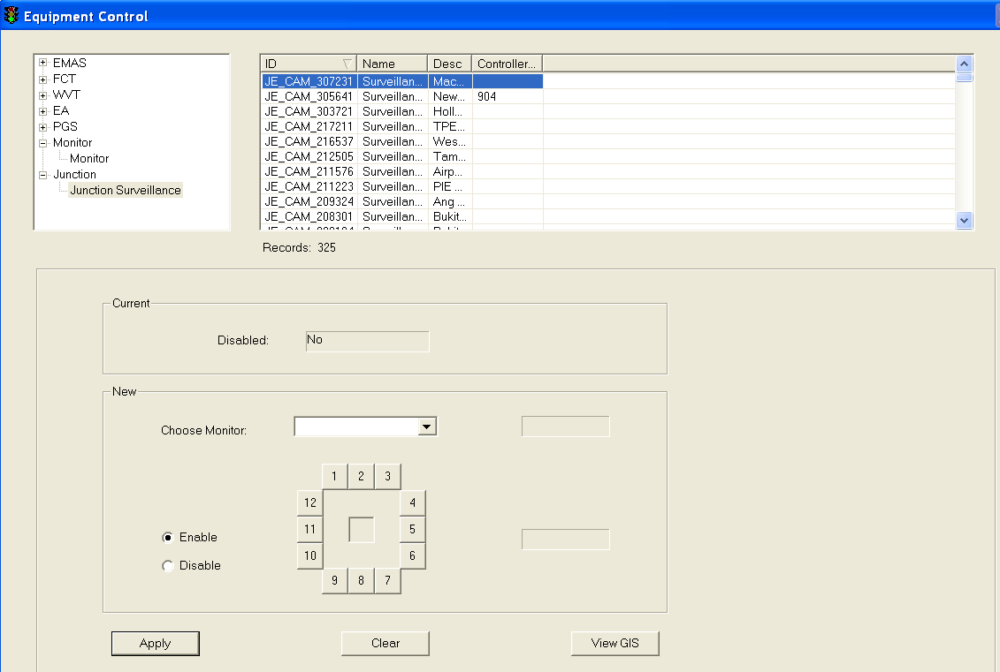 Equipment Control
EMAS
FCT
WVT
EA
PGS
Monitor
Monitor
Junction
Junction Surveillance
ID Name Desc Controller...
JE_CAM_307231 Surveillan... Mac...
JE_CAM_305641 Surveillan... New... 904
JE_CAM_303721 Surveillan... Holl...
JE_CAM_217211 Surveillan... TPE...
JE_CAM_216537 Surveillan... Wes...
JE_CAM_212505 Surveillan... Tam...
JE_CAM_211576 Surveillan... Airp...
JE_CAM_211223 Surveillan... PIE ...
JE_CAM_209324 Surveillan... Ang ...
JE_CAM_208301 Surveillan... Bukit...
Records: 325
Current
Disabled: No
New
Choose Monitor:
1 2 3
12 4
11 5
10 6
9 8 7
Enable
Disable
Apply Clear View GIS